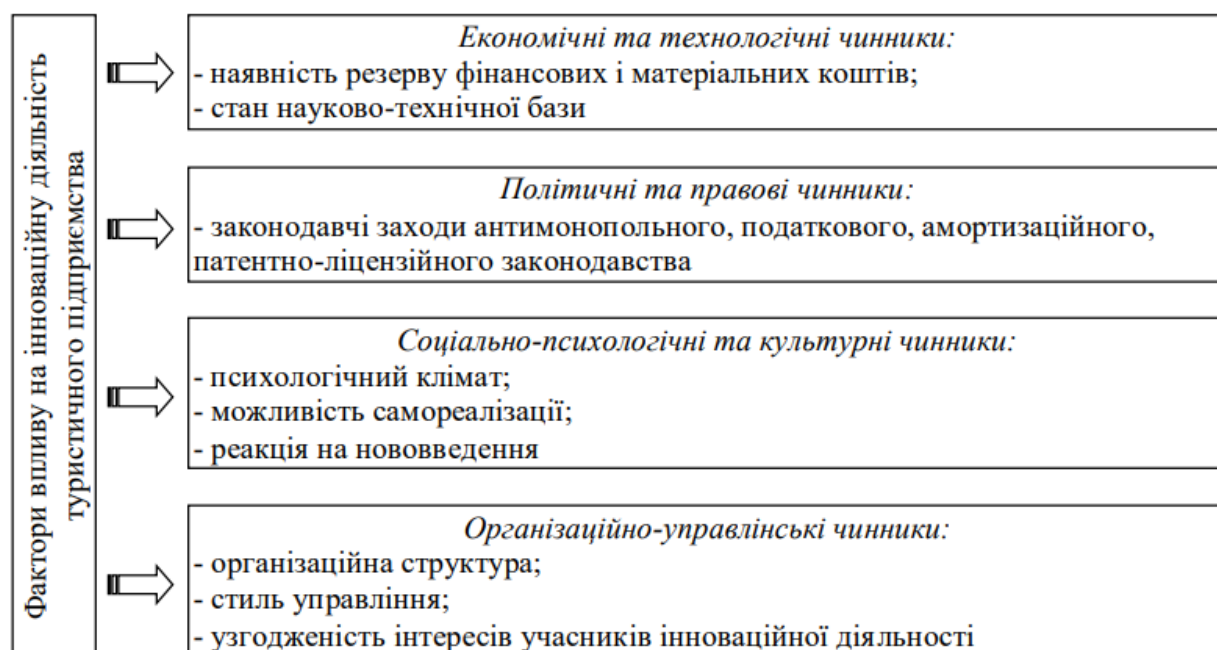 Фактори впливу на інноваційну діяльність
туристичного підприємства
Економічні та технологічні чинники:
- наявність резерву фінансових і матеріальних коштів;
- стан науково-технічної бази
Політичні та правові чинники:
- законодавчі заходи антимонопольного, податкового, амортизаційного,
патентно-ліцензійного законодавства
Соціально-психологічні та культурні чинники:
- психологічний клімат;
- можливість самореалізації;
- реакція на нововведення
Організаційно-управлінські чинники:
- організаційна структура;
- стиль управління;
- узгодженість інтересів учасників інноваційної діяльності